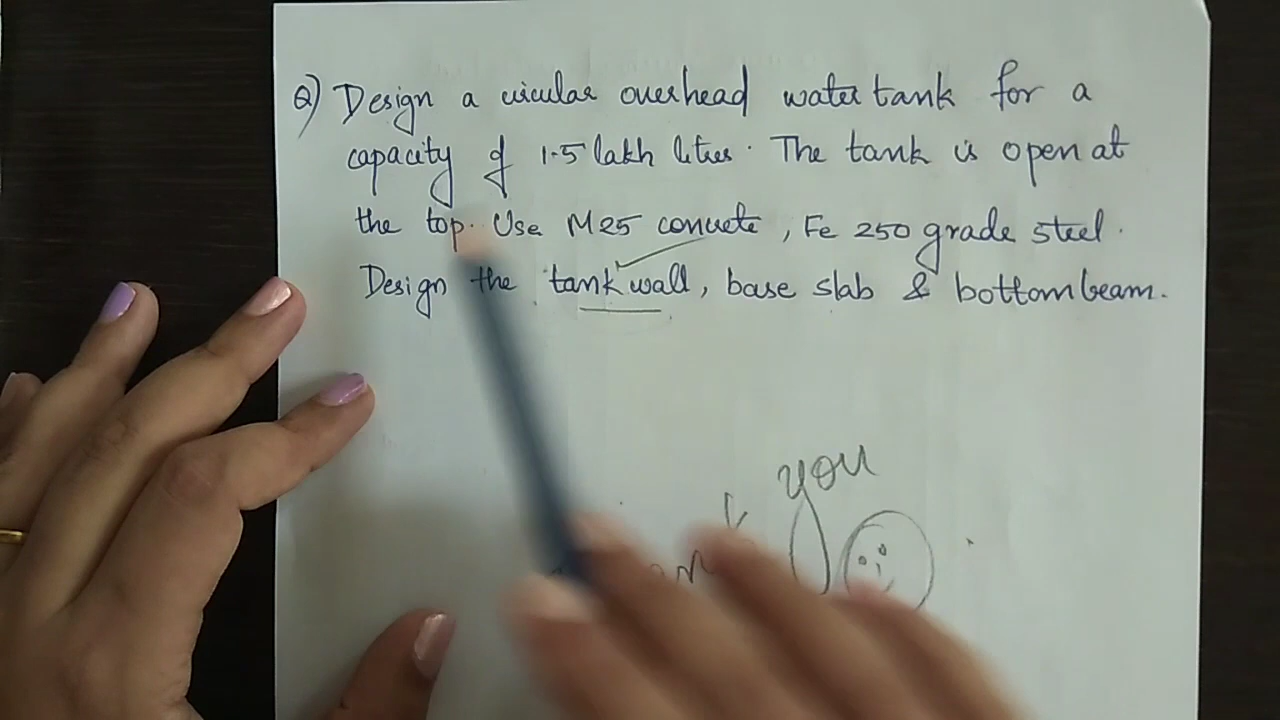 Q) Design a circular overhead water tank for a
capacity of 1.5 lakh litres. The tank is open at
the top. Use M25 concrete, Fe 250 grade steel.
Design the tank wall, base slab & bottom beam.
you